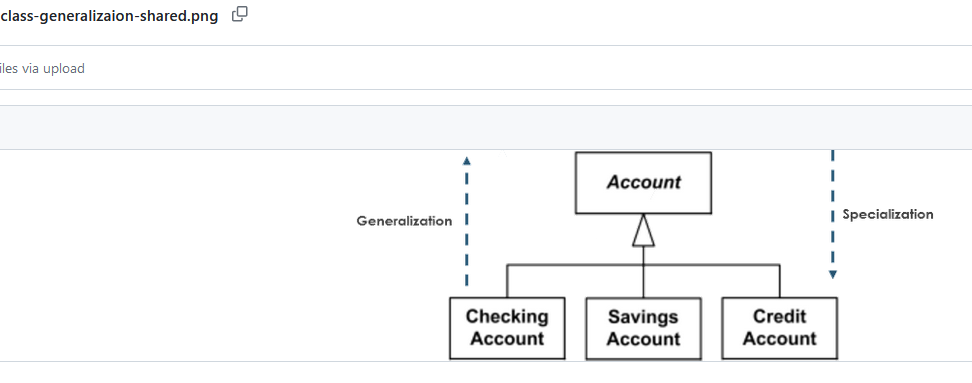 class-generalizaion-shared.png
iles via upload
Account
Generalization
Specialization
Checking
Account
Savings
Account
Credit
Account